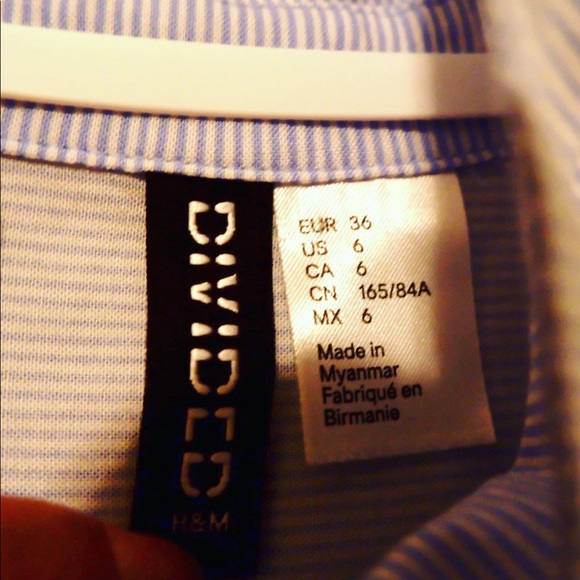 DIVIDED
H&M
EUR 36
US 6
CA 6
CN 165/84A
MX 6
Made in
Myanmar
Fabriqué en
Birmanie